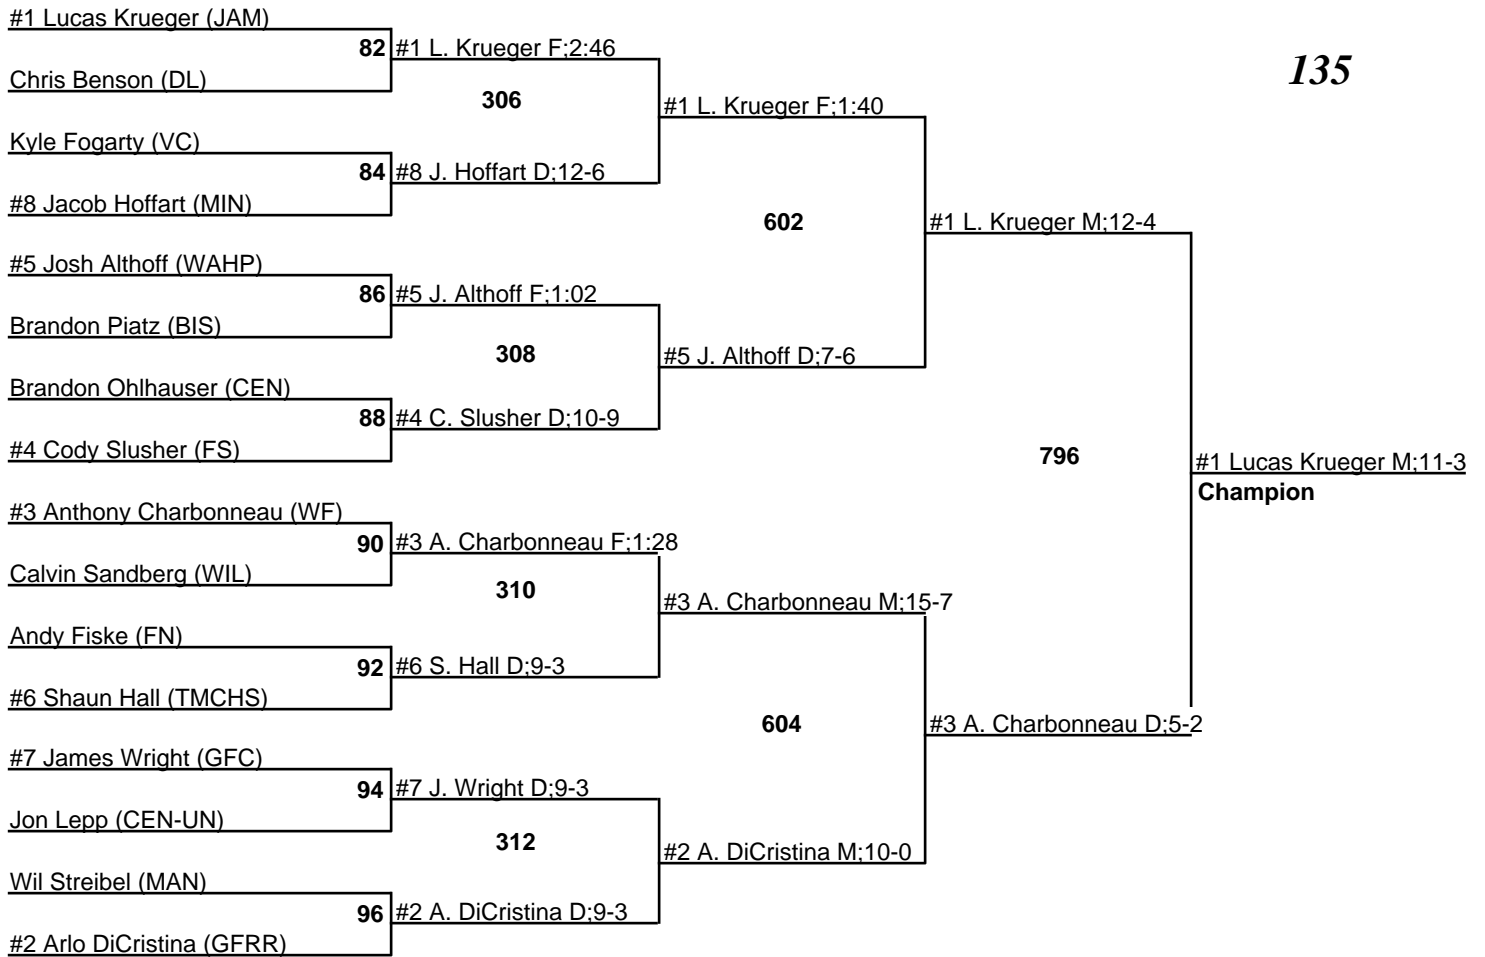 #1 Lucas Krueger (JAM)
82 #1 L. Krueger F;2:46
135
Chris Benson (DL)
306
#1 L. Krueger F;1:40
Kyle Fogarty (VC)
84 #8 J. Hoffart D;12-6
#8 Jacob Hoffart (MIN)
602
#1 L. Krueger M;12-4
#5 Josh Althoff (WAHP)
86 #5 J. Althoff F;1:02
Brandon Piatz (BIS)
308
#5 J. Althoff D;7-6
Brandon Ohlhauser (CEN)
88 #4 C. Slusher D;10-9
#4 Cody Slusher (FS)
796
#1 Lucas Krueger M;11-3
Champion
#3 Anthony Charbonneau (WF)
90 #3 A. Charbonneau F;1:28
Calvin Sandberg (WIL)
310
#3 A. Charbonneau M;15-7
Andy Fiske (FN)
92 #6 S. Hall D;9-3
#6 Shaun Hall (TMCHS)
604
#3 A. Charbonneau D;5-2
#7 James Wright (GFC)
94 #7 J. Wright D;9-3
Jon Lepp (CEN-UN)
312
#2 A. DiCristina M;10-0
Wil Streibel (MAN)
96 #2 A. DiCristina D;9-3
#2 Arlo DiCristina (GFRR)